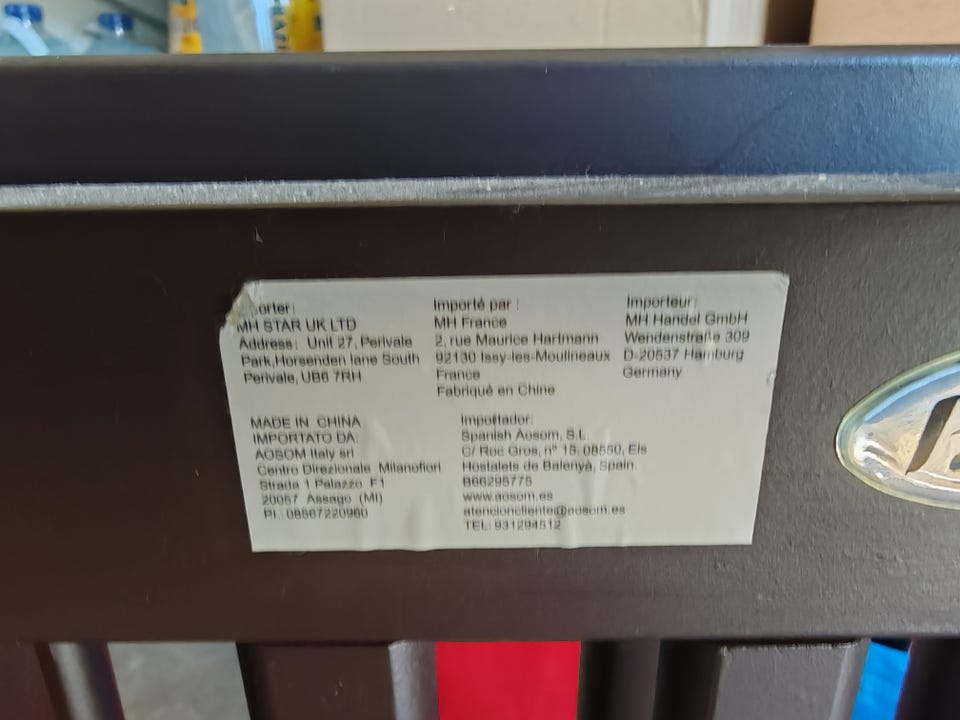 MH STAR UK LTD
Address: Unit 27, Perivale
Park,Horsenden lane South
Perivale, UB6 7RH
Importé par :
MH France
2, rue Maurice Hartmann
92130 Issy-les-Moulineaux
France
Fabriqué en Chine
Importeur:
MH Handel GmbH
Wendenstraße 309
D-20537 Hamburg
Germany
MADE IN CHINA
IMPORTATO DA:
AOSOM Italy srl
Centro Direzionale Milanofiori
Strada 1 Palazzo F1
20057 Assago (MI)
PI.: 08567220960
Importador:
Spanish Aosom, S.L.
C/ Roc Gros, nº 15, 08550, Els
Hostalets de Balenyà, Spain.
B66295775
www.aosom.es
atencioncliente@aosom.es
TEL: 931294512